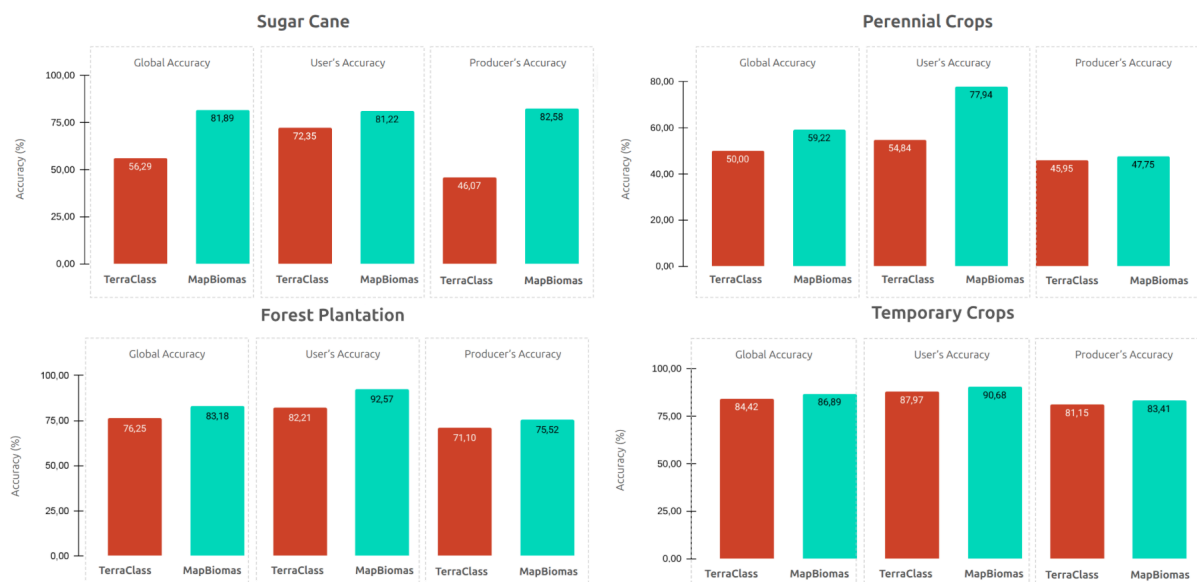 Sugar Cane
Global Accuracy
User's Accuracy
Producer's Accuracy
Accuracy (%)
100,00
75,00
50,00
25,00
0,00
56,29
81,89
72,35
81,22
46,07
82,58
TerraClass MapBiomas TerraClass MapBiomas TerraClass MapBiomas
Perennial Crops
Global Accuracy
User's Accuracy
Producer's Accuracy
Accuracy (%)
80,00
60,00
40,00
20,00
0,00
50,00
59,22
54,84
77,94
45,95
47,75
TerraClass MapBiomas TerraClass MapBiomas TerraClass MapBiomas
Forest Plantation
Global Accuracy
User's Accuracy
Producer's Accuracy
Accuracy (%)
100,00
75,00
50,00
25,00
0,00
76,25
83,18
82,21
92,57
71,10
75,52
TerraClass MapBiomas TerraClass MapBiomas TerraClass MapBiomas
Temporary Crops
Global Accuracy
User's Accuracy
Producer's Accuracy
Accuracy (%)
100,00
75,00
50,00
25,00
0.00
84,42
86,89
87,97
90,68
81,15
83,41
TerraClass MapBiomas TerraClass MapBiomas TerraClass MapBiomas